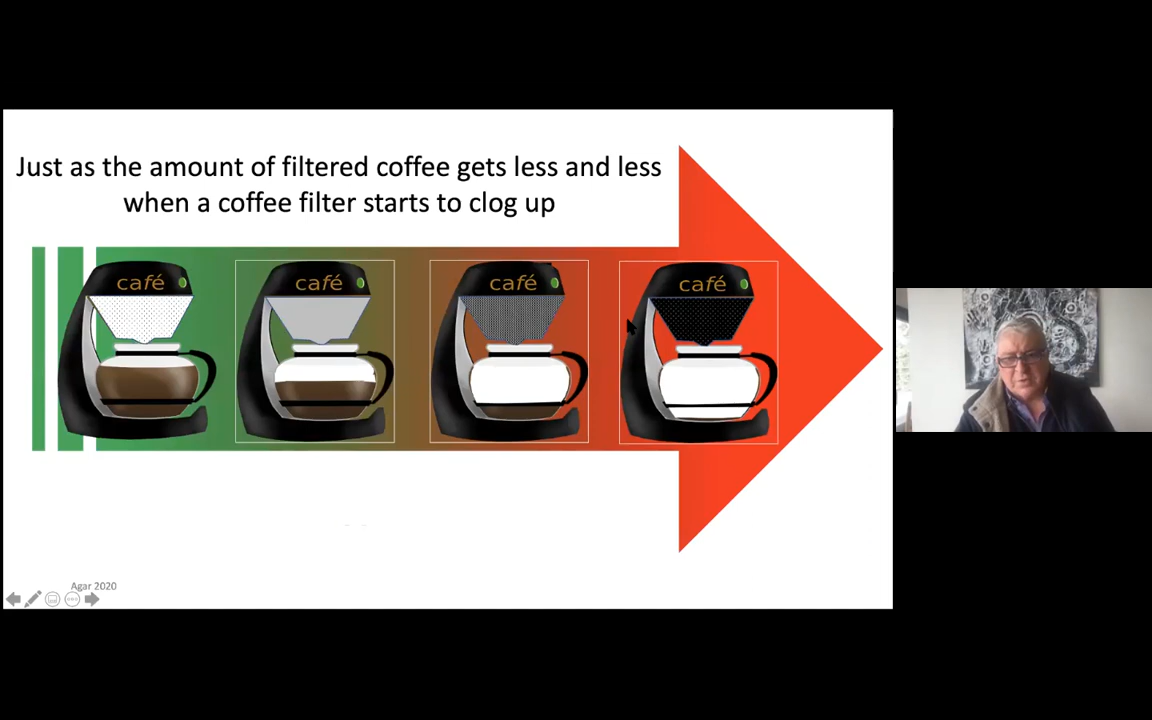 Just as the amount of filtered coffee gets less and less
when a coffee filter starts to clog up
café
café
café
café
Agar 2020